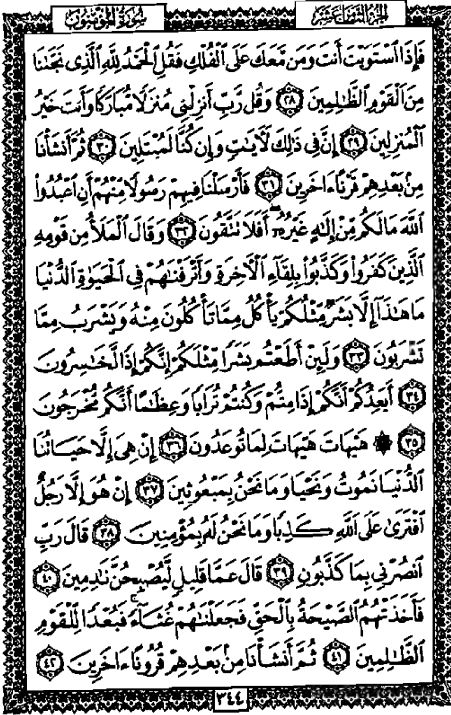 الجزء الثامن عشر سورة المؤمنون
فَإِذَا ٱسْتَوَيْتَ أَنتَ وَمَن مَّعَكَ عَلَى ٱلْفُلْكِ فَقُلِ ٱلْحَمْدُ لِلَّهِ ٱلَّذِى نَجَّىٰنَا
مِنَ ٱلْقَوْمِ ٱلظَّٰلِمِينَ ٢٨ وَقُل رَّبِّ أَنزِلْنِى مُنزَلًا مُّبَارَكًا وَأَنتَ خَيْرُ
ٱلْمُنزِلِينَ ٢٩ إِنَّ فِى ذَٰلِكَ لَءَايَٰتٍ وَإِن كُنَّا لَمُبْتَلِينَ ٣٠ ثُمَّ أَنشَأْنَا
مِنۢ بَعْدِهِمْ قَرْنًا ءَاخَرِينَ ٣١ فَأَرْسَلْنَا فِيهِمْ رَسُولًا مِّنْهُمْ أَنِ ٱعْبُدُوا۟
ٱللَّهَ مَا لَكُم مِّنْ إِلَٰهٍ غَيْرُهُۥٓ أَفَلَا تَتَّقُونَ ٣٢ وَقَالَ ٱلْمَلَأُ مِن قَوْمِهِ
ٱلَّذِينَ كَفَرُوا۟ وَكَذَّبُوا۟ بِلِقَآءِ ٱلْءَاخِرَةِ وَأَتْرَفْنَٰهُمْ فِى ٱلْحَيَوٰةِ ٱلدُّنْيَا
مَا هَٰذَآ إِلَّا بَشَرٌ مِّثْلُكُمْ يَأْكُلُ مِمَّا تَأْكُلُونَ مِنْهُ وَيَشْرَبُ مِمَّا
تَشْرَبُونَ ٣٣ وَلَئِنْ أَطَعْتُم بَشَرًا مِّثْلَكُمْ إِنَّكُمْ إِذًا لَّخَٰسِرُونَ
٣٤ أَيَعِدُكُمْ أَنَّكُمْ إِذَا مِتُّمْ وَكُنتُمْ تُرَابًا وَعِظَٰمًا أَنَّكُم مُّخْرَجُونَ
٣٥ ۞ هَيْهَاتَ هَيْهَاتَ لِمَا تُوعَدُونَ ٣٦ إِنْ هِىَ إِلَّا حَيَاتُنَا
ٱلدُّنْيَا نَمُوتُ وَنَحْيَا وَمَا نَحْنُ بِمَبْعُوثِينَ ٣٧ إِنْ هُوَ إِلَّا رَجُلٌ
ٱفْتَرَىٰ عَلَى ٱللَّهِ كَذِبًا وَمَا نَحْنُ لَهُۥ بِمُؤْمِنِينَ ٣٨ قَالَ رَبِّ
ٱنصُرْنِى بِمَا كَذَّبُونِ ٣٩ قَالَ عَمَّا قَلِيلٍ لَّيُصْبِحُنَّ نَٰدِمِينَ ٤٠
فَأَخَذَتْهُمُ ٱلصَّيْحَةُ بِٱلْحَقِّ فَجَعَلْنَٰهُمْ غُثَآءً فَبُعْدًا لِّلْقَوْمِ
ٱلظَّٰلِمِينَ ٤١ ثُمَّ أَنشَأْنَا مِنۢ بَعْدِهِمْ قُرُونًا ءَاخَرِينَ ٤٢
٣٤٤